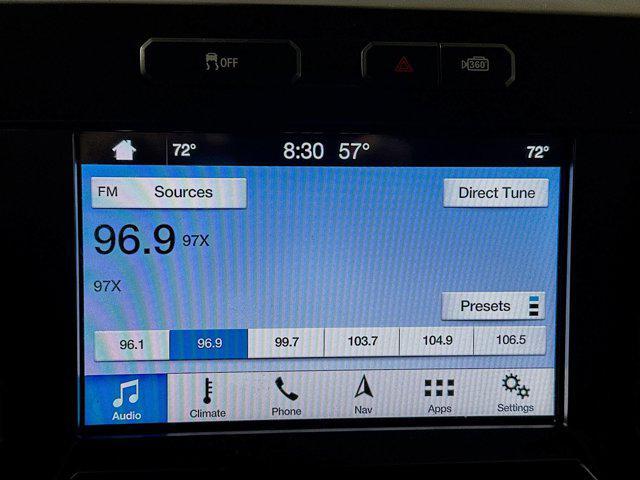 OFF
360°
72° 8:30 57° 72°
FM Sources Direct Tune
96.9 97X
97X
Presets
96.1 96.9 99.7 103.7 104.9 106.5
Audio Climate Phone Nav Apps Settings